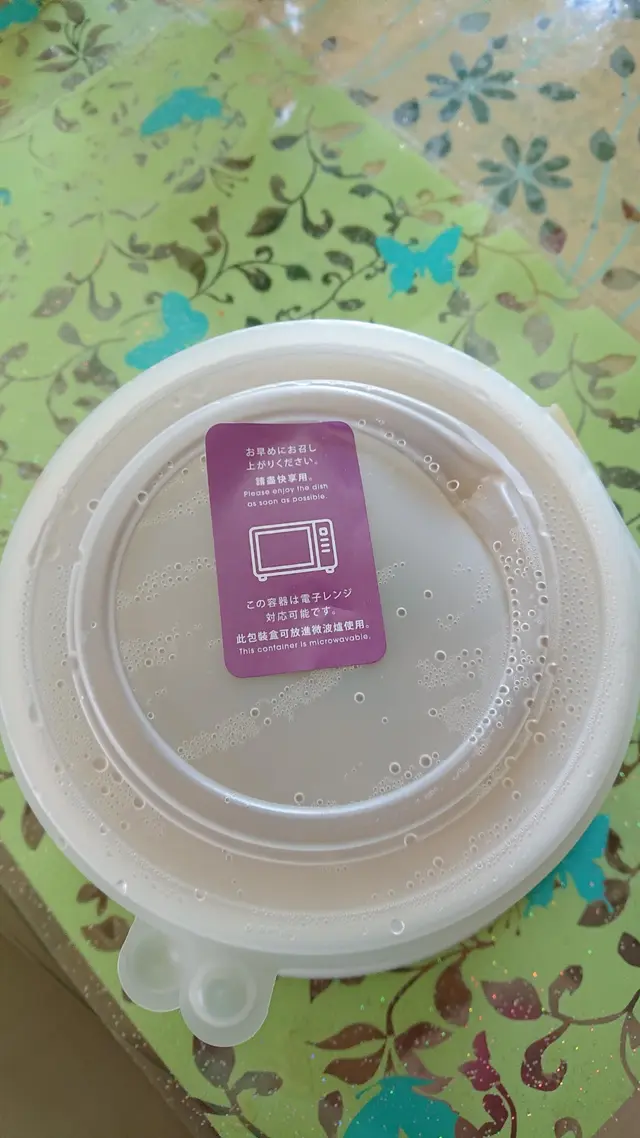 お早めにお召し
上がりください。
請盡快享用。
Please enjoy the dish
as soon as possible.
この容器は電子レンジ
対応可能です。
此包裝盒可放進微波爐使用。
This container is microwavable.